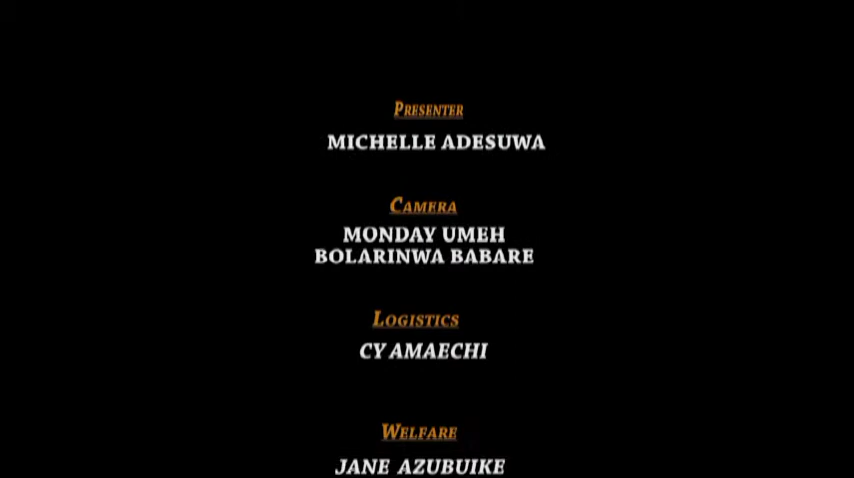 Presenter
MICHELLE ADESUWA
Camera
MONDAY UMEH
BOLARINWA BABARE
Logistics
CY AMAECHI
Welfare
JANE AZUBUIKE